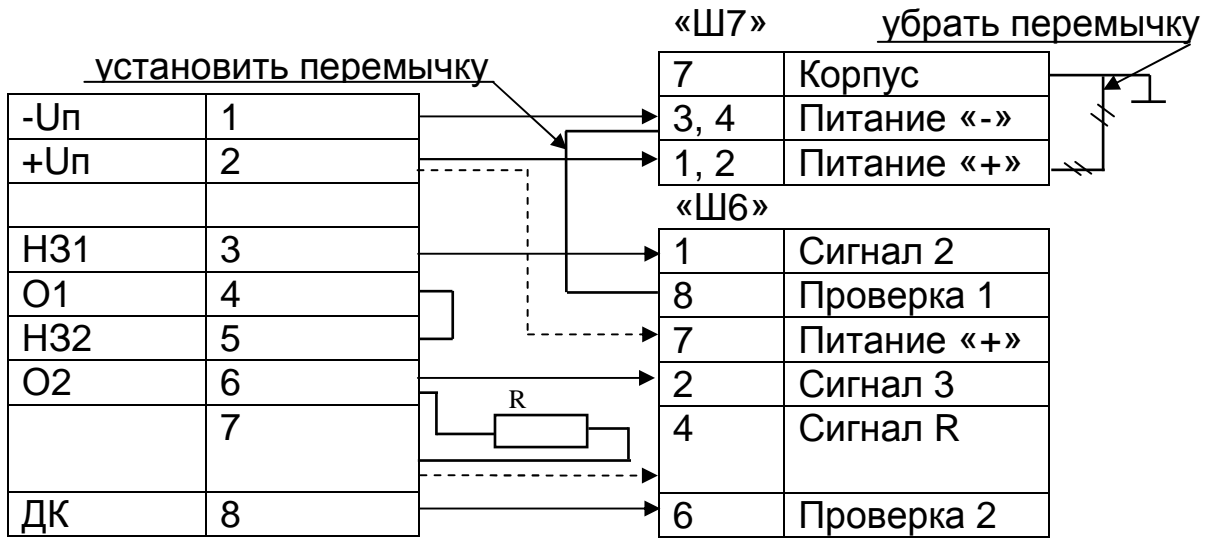 «Ш7»
убрать перемычку
установить перемычку
7 Корпус
-Uп 1
3, 4 Питание «-»
+Uп 2
1, 2 Питание «+»
«Ш6»
НЗ1 3
1 Сигнал 2
О1 4
8 Проверка 1
НЗ2 5
7 Питание «+»
О2 6
2 Сигнал 3
R
7
4 Сигнал R
ДК 8
6 Проверка 2